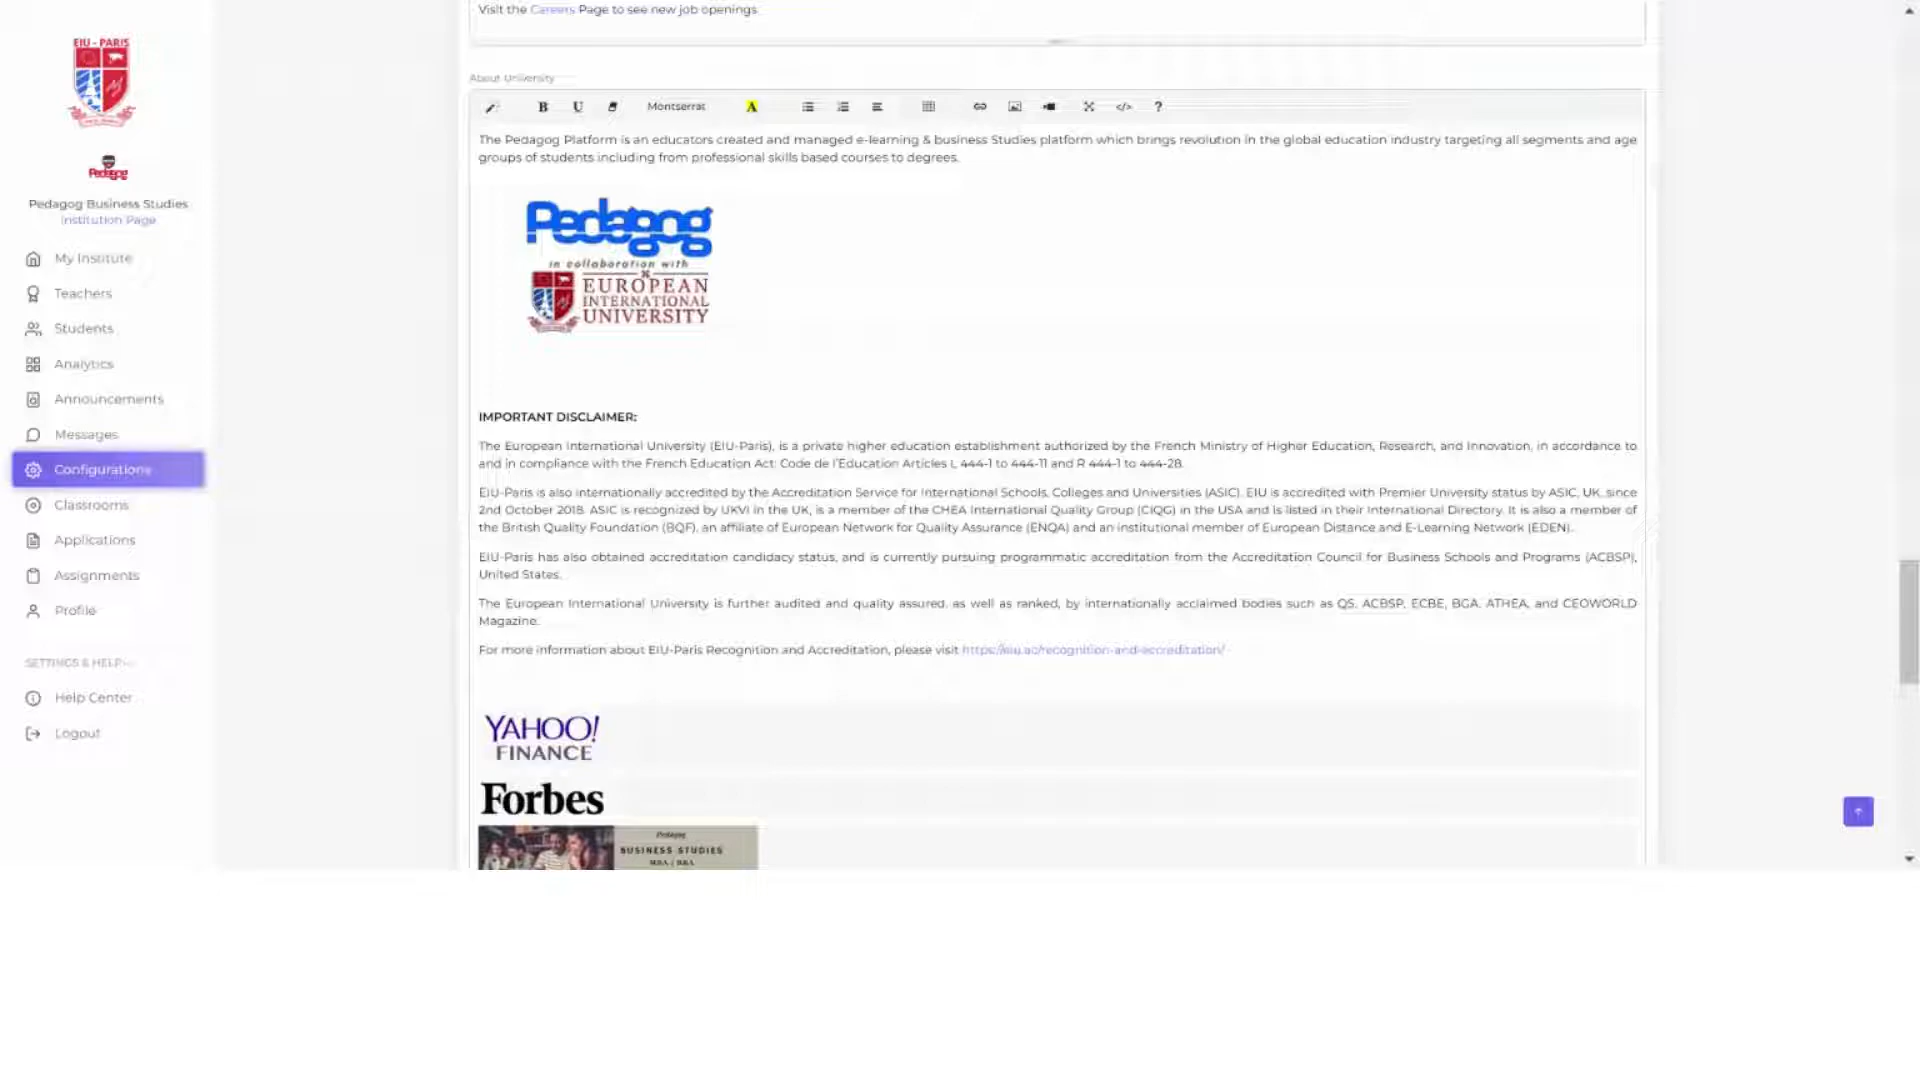 EIU - PARIS
Pedagog
Pedagog Business Studies
Institution Page
My Institute
Teachers
Students
Analytics
Announcements
Messages
Configurations
Classrooms
Applications
Assignments
Profile
SETTINGS & HELP
Help Center
Logout
Visit the Careers Page to see new job openings
About University
B U Montserrat A </> ?
The Pedagog Platform is an educators created and managed e-learning & business Studies platform which brings revolution in the global education industry targeting all segments and age
groups of students including from professional skills based courses to degrees.
Pedagog
in collaboration with
EUROPEAN
INTERNATIONAL
UNIVERSITY
IMPORTANT DISCLAIMER:
The European International University (EIU-Paris), is a private higher education establishment authorized by the French Ministry of Higher Education, Research, and Innovation, in accordance to
and in compliance with the French Education Act: Code de l'Education Articles L 444-1 to 444-11 and R 444-1 to 444-28.
EIU-Paris is also internationally accredited by the Accreditation Service for International Schools, Colleges and Universities (ASIC). EIU is accredited with Premier University status by ASIC, UK, since
2nd October 2018. ASIC is recognized by UKVI in the UK, is a member of the CHEA International Quality Group (CIQG) in the USA and is listed in their International Directory. It is also a member of
the British Quality Foundation (BQF), an affiliate of European Network for Quality Assurance (ENQA) and an institutional member of European Distance and E-Learning Network (EDEN).
EIU-Paris has also obtained accreditation candidacy status, and is currently pursuing programmatic accreditation from the Accreditation Council for Business Schools and Programs (ACBSP),
United States.
The European International University is further audited and quality assured, as well as ranked, by internationally acclaimed bodies such as QS, ACBSP, ECBE, BGA, ATHEA, and CEOWORLD
Magazine.
For more information about EIU-Paris Recognition and Accreditation, please visit https://eiu.ac/recognition-and-accreditation/
YAHOO!
FINANCE
Forbes
Pedagog
BUSINESS STUDIES
MBA | BBA